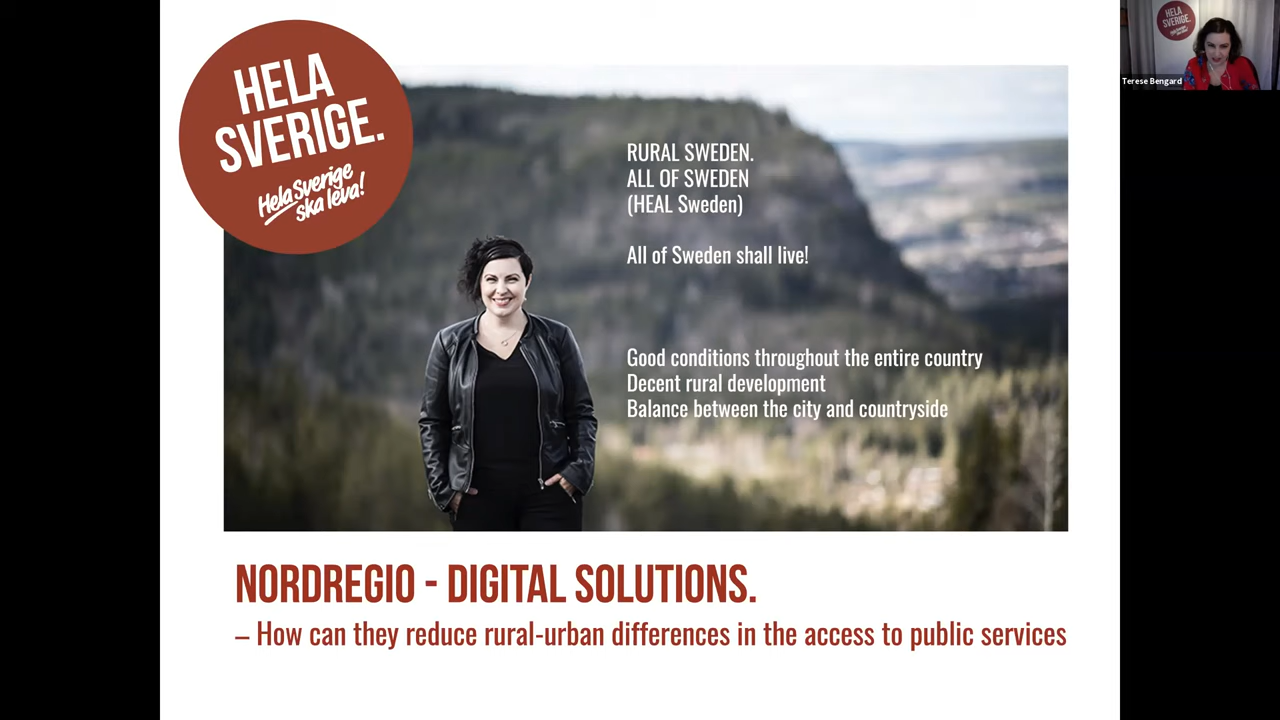 HELA
SVERIGE.
Hela Sverige
ska leva!
RURAL SWEDEN.
ALL OF SWEDEN
(HEAL Sweden)
All of Sweden shall live!
Good conditions throughout the entire country
Decent rural development
Balance between the city and countryside
NORDREGIO - DIGITAL SOLUTIONS.
– How can they reduce rural-urban differences in the access to public services
HELA
SVERIGE.
Terese Bengard